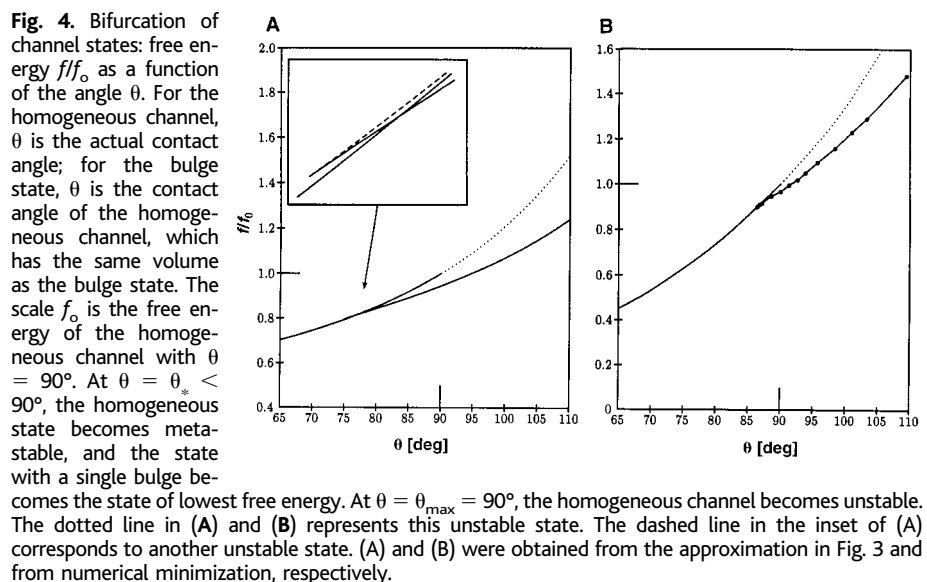 Fig. 4. Bifurcation of
channel states: free en-
ergy f/fₒ as a function
of the angle θ. For the
homogeneous channel,
θ is the actual contact
angle; for the bulge
state, θ is the contact
angle of the homoge-
neous channel, which
has the same volume
as the bulge state. The
scale fₒ is the free en-
ergy of the homoge-
neous channel with θ
= 90°. At θ = θ* <
90°, the homogeneous
state becomes meta-
stable, and the state
with a single bulge be-
comes the state of lowest free energy. At θ = θmax = 90°, the homogeneous channel becomes unstable.
The dotted line in (A) and (B) represents this unstable state. The dashed line in the inset of (A)
corresponds to another unstable state. (A) and (B) were obtained from the approximation in Fig. 3 and
from numerical minimization, respectively.
A
2.0
1.8
1.6
1.4
1.2
1.0
0.8
0.6
0.4
f/f₀
65 70 75 80 85 90 95 100 105 110
θ [deg]
B
1.6
1.4
1.2
1.0
0.8
0.6
0.4
0.2
0
65 70 75 80 85 90 95 100 105 110
θ [deg]